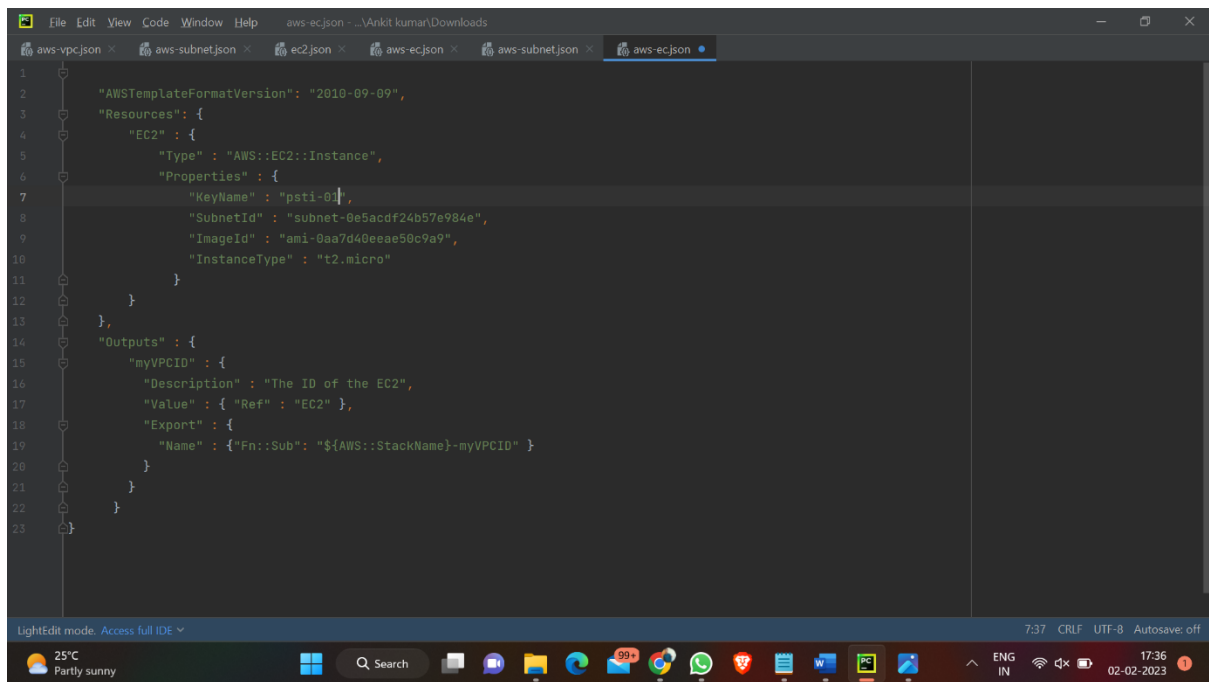 PC File Edit View Code Window Help aws-ec.json - ...\Ankit kumar\Downloads
aws-vpc.json aws-subnet.json ec2.json aws-ec.json aws-subnet.json aws-ec.json
1
2 "AWSTemplateFormatVersion": "2010-09-09",
3 "Resources": {
4 "EC2" : {
5 "Type" : "AWS::EC2::Instance",
6 "Properties" : {
7 "KeyName" : "psti-01",
8 "SubnetId" : "subnet-0e5acdf24b57e984e",
9 "ImageId" : "ami-0aa7d40eeae50c9a9",
10 "InstanceType" : "t2.micro"
11 }
12 }
13 },
14 "Outputs" : {
15 "myVPCID" : {
16 "Description" : "The ID of the EC2",
17 "Value" : { "Ref" : "EC2" },
18 "Export" : {
19 "Name" : {"Fn::Sub": "${AWS::StackName}-myVPCID" }
20 }
21 }
22 }
23 }
LightEdit mode. Access full IDE 7:37 CRLF UTF-8 Autosave: off
25°C
Partly sunny
Search
99+
W
PC
ENG
IN
17:36
02-02-2023
1